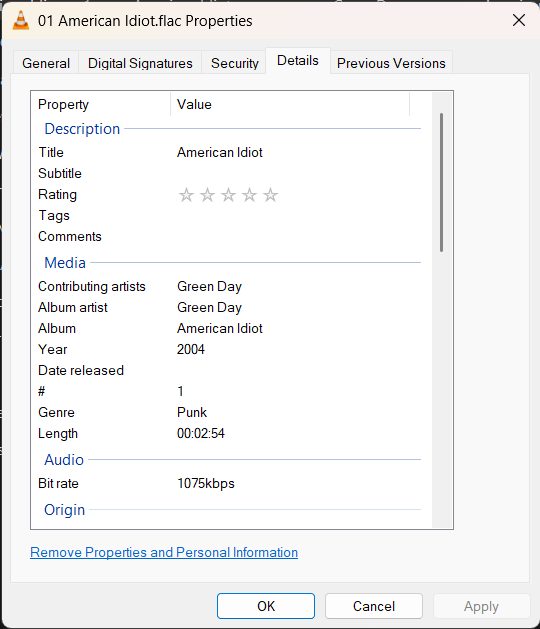 01 American Idiot.flac Properties
General Digital Signatures Security Details Previous Versions
Property Value
Description
Title American Idiot
Subtitle
Rating
Tags
Comments
Media
Contributing artists Green Day
Album artist Green Day
Album American Idiot
Year 2004
Date released
# 1
Genre Punk
Length 00:02:54
Audio
Bit rate 1075kbps
Origin
Remove Properties and Personal Information
OK Cancel Apply